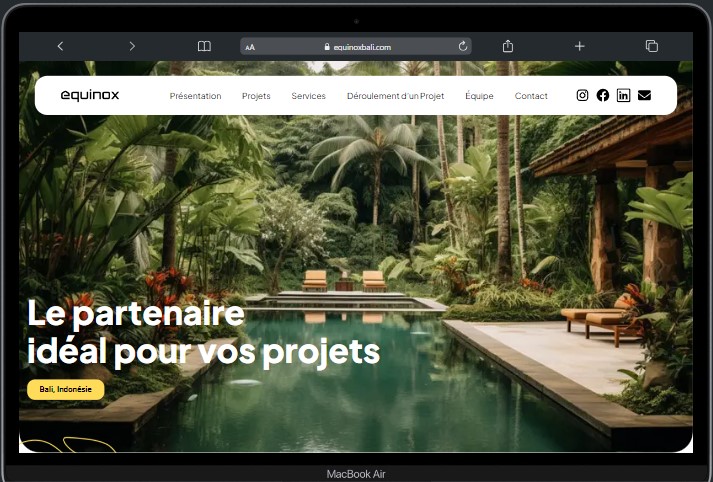 AA equinoxbali.com
equinox Présentation Projets Services Déroulement d'un Projet Équipe Contact
Le partenaire
idéal pour vos projets
Bali, Indonésie
MacBook Air